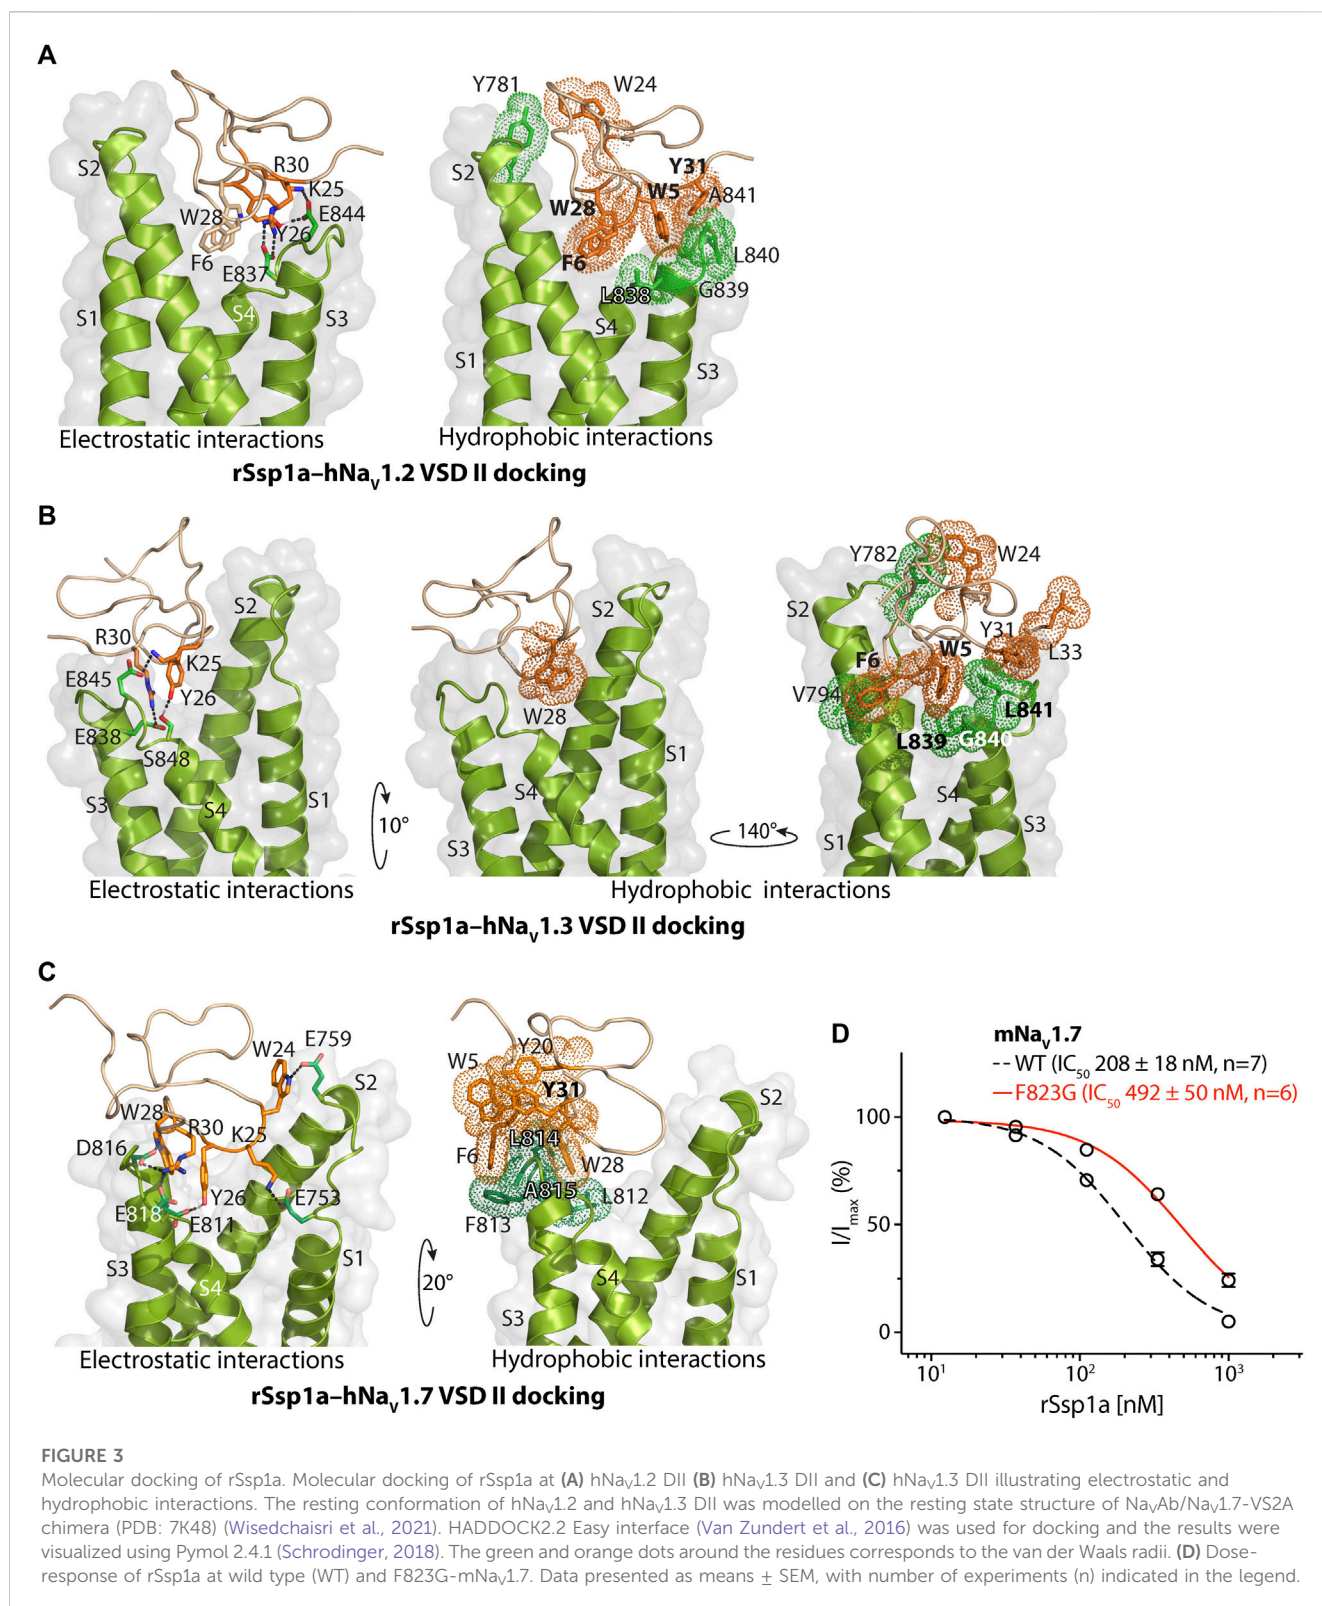 A
Y781
W24
S2
R30
K25
W28
E844
Y26
F6
E837
S1
S4
S3
S2
Y31
W5
A841
W28
F6
L840
L838
G839
S4
S1
S3
Electrostatic interactions
Hydrophobic interactions
rSsp1a–hNaV1.2 VSD II docking
B
S2
R30
K25
E845
Y26
E838
S848
S3
S4
S1
10°
S2
W28
S1
S4
S3
140°
Y782
W24
S2
Y31
W5
L33
F6
V794
L841
L839
G840
S4
S1
S3
Electrostatic interactions
Hydrophobic interactions
rSsp1a–hNaV1.3 VSD II docking
C
E759
W24
S2
W28
R30
K25
D816
Y26
E753
E818
E811
S1
S3
S4
20°
Y20
W5
Y31
S2
L814
F6
W28
A815
L812
F813
S4
S1
S3
Electrostatic interactions
Hydrophobic interactions
rSsp1a–hNaV1.7 VSD II docking
D
mNaV1.7
WT (IC50 208 ± 18 nM, n=7)
F823G (IC50 492 ± 50 nM, n=6)
100
50
0
I/Imax (%)
10¹
10²
10³
rSsp1a [nM]
FIGURE 3
Molecular docking of rSsp1a. Molecular docking of rSsp1a at (A) hNaV1.2 DII (B) hNaV1.3 DII and (C) hNaV1.3 DII illustrating electrostatic and
hydrophobic interactions. The resting conformation of hNaV1.2 and hNaV1.3 DII was modelled on the resting state structure of NaVAb/NaV1.7-VS2A
chimera (PDB: 7K48) (Wisedchaisri et al., 2021). HADDOCK2.2 Easy interface (Van Zundert et al., 2016) was used for docking and the results were
visualized using Pymol 2.4.1 (Schrodinger, 2018). The green and orange dots around the residues corresponds to the van der Waals radii. (D) Dose-
response of rSsp1a at wild type (WT) and F823G-mNaV1.7. Data presented as means ± SEM, with number of experiments (n) indicated in the legend.